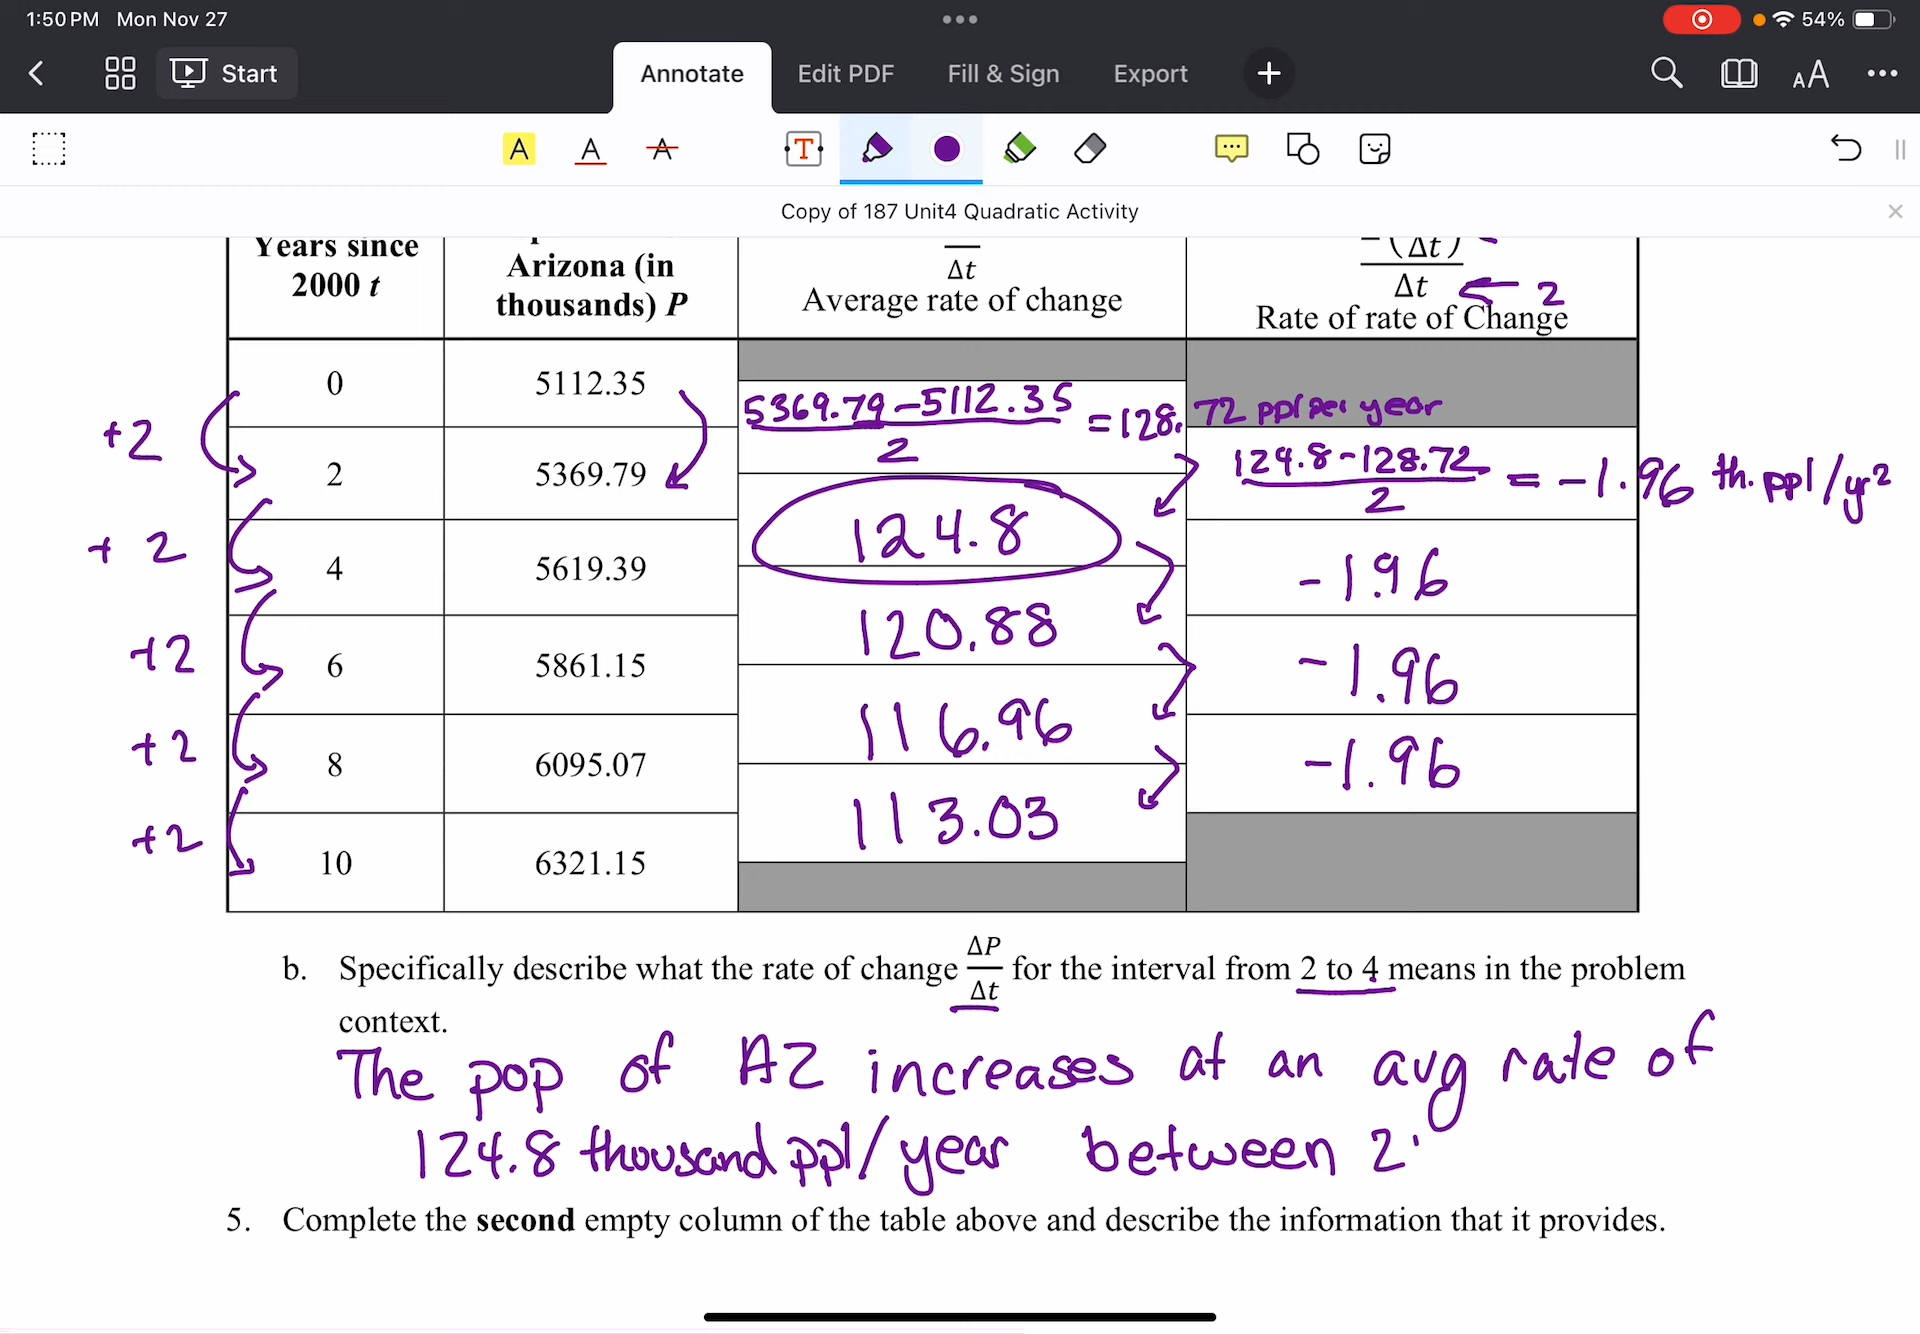 1:50 PM Mon Nov 27 54%
Start Annotate Edit PDF Fill & Sign Export
Copy of 187 Unit4 Quadratic Activity
Years since 2000 t
Arizona (in thousands) P
Δt
Average rate of change
(Δt)
Δt ← 2
Rate of rate of Change
0 5112.35
5369.79 - 5112.35 / 2 = 128.72 ppl per year
+2
2 5369.79
124.8 - 128.72 / 2 = -1.96 th. ppl/yr²
124.8
+2
4 5619.39
-1.96
120.88
+2
6 5861.15
-1.96
116.96
+2
8 6095.07
-1.96
113.03
+2
10 6321.15
b. Specifically describe what the rate of change ΔP/Δt for the interval from 2 to 4 means in the problem
context.
The pop of AZ increases at an avg rate of
124.8 thousand ppl/year between 2
5. Complete the second empty column of the table above and describe the information that it provides.